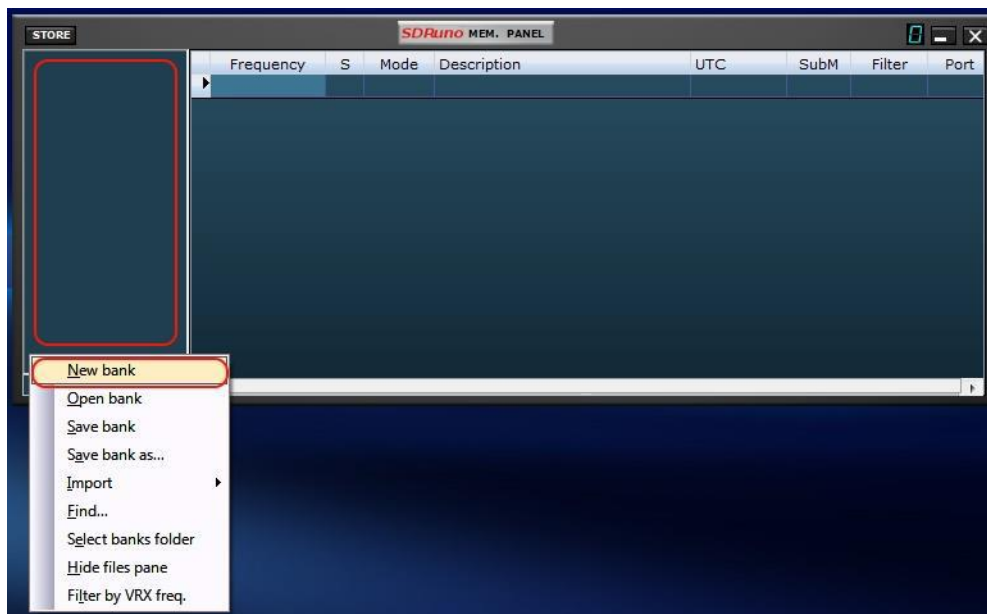 STORE SDRuno MEM. PANEL 0
Frequency S Mode Description UTC SubM Filter Port
New bank
Open bank
Save bank
Save bank as...
Import
Find...
Select banks folder
Hide files pane
Filter by VRX freq.